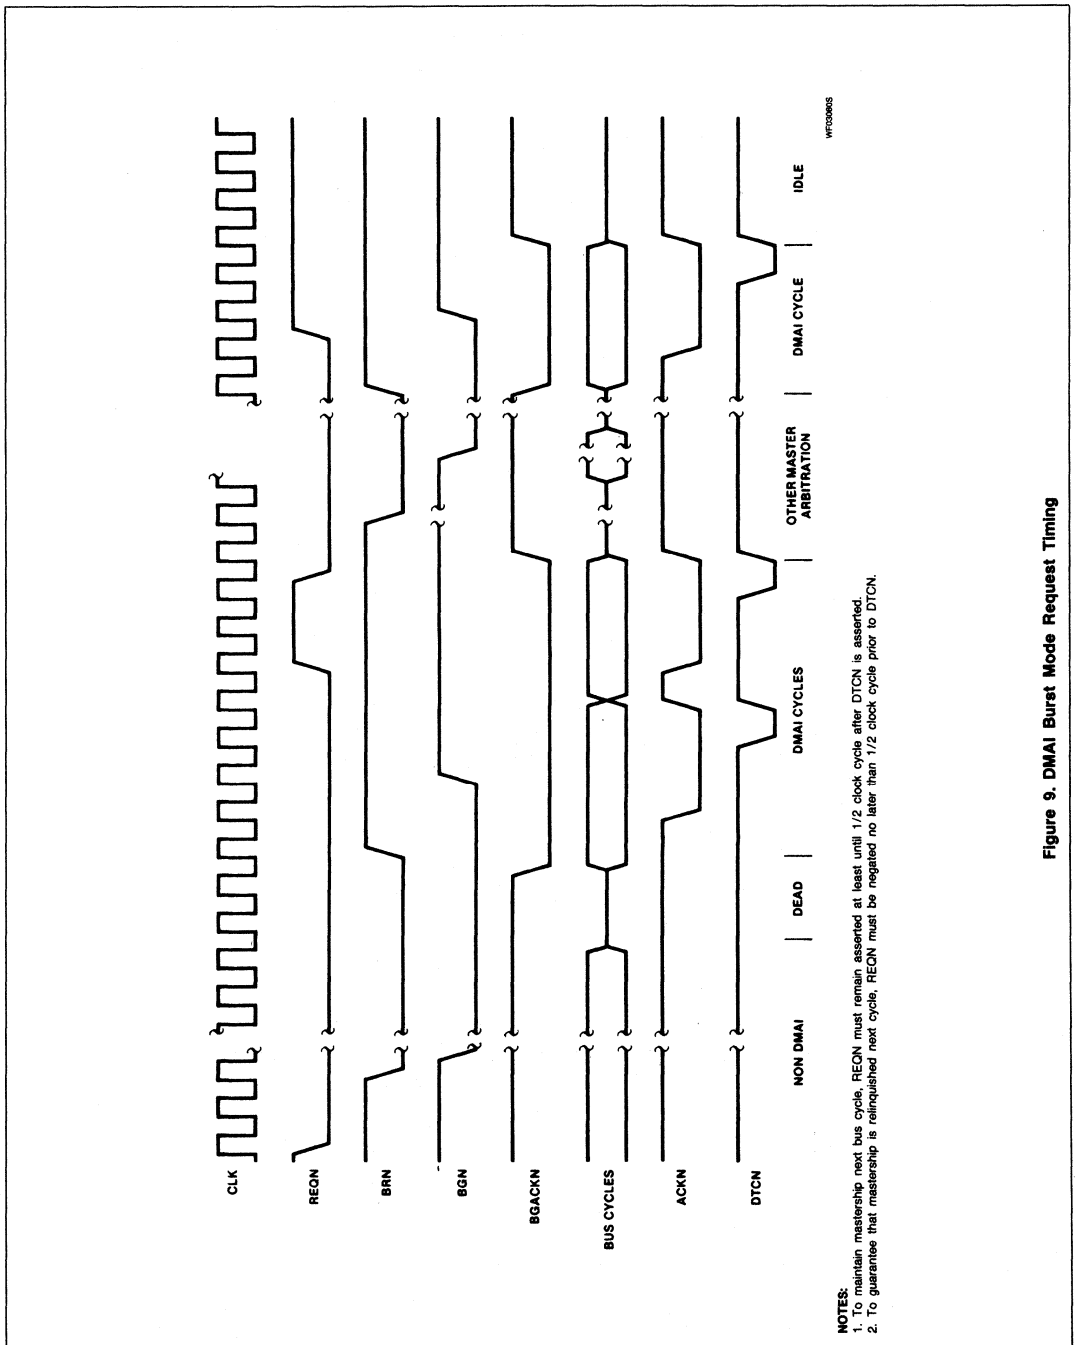 CLK
REQN
BRN
BGN
BGACKN
BUS CYCLES
ACKN
DTCN
NON DMAI
DEAD
DMAI CYCLES
OTHER MASTER
ARBITRATION
DMAI CYCLE
IDLE
WF03080S
NOTES:
1. To maintain mastership next bus cycle, REQN must remain asserted at least until 1/2 clock cycle after DTCN is asserted.
2. To guarantee that mastership is relinquished next cycle, REQN must be negated no later than 1/2 clock cycle prior to DTCN.
Figure 9. DMAI Burst Mode Request Timing